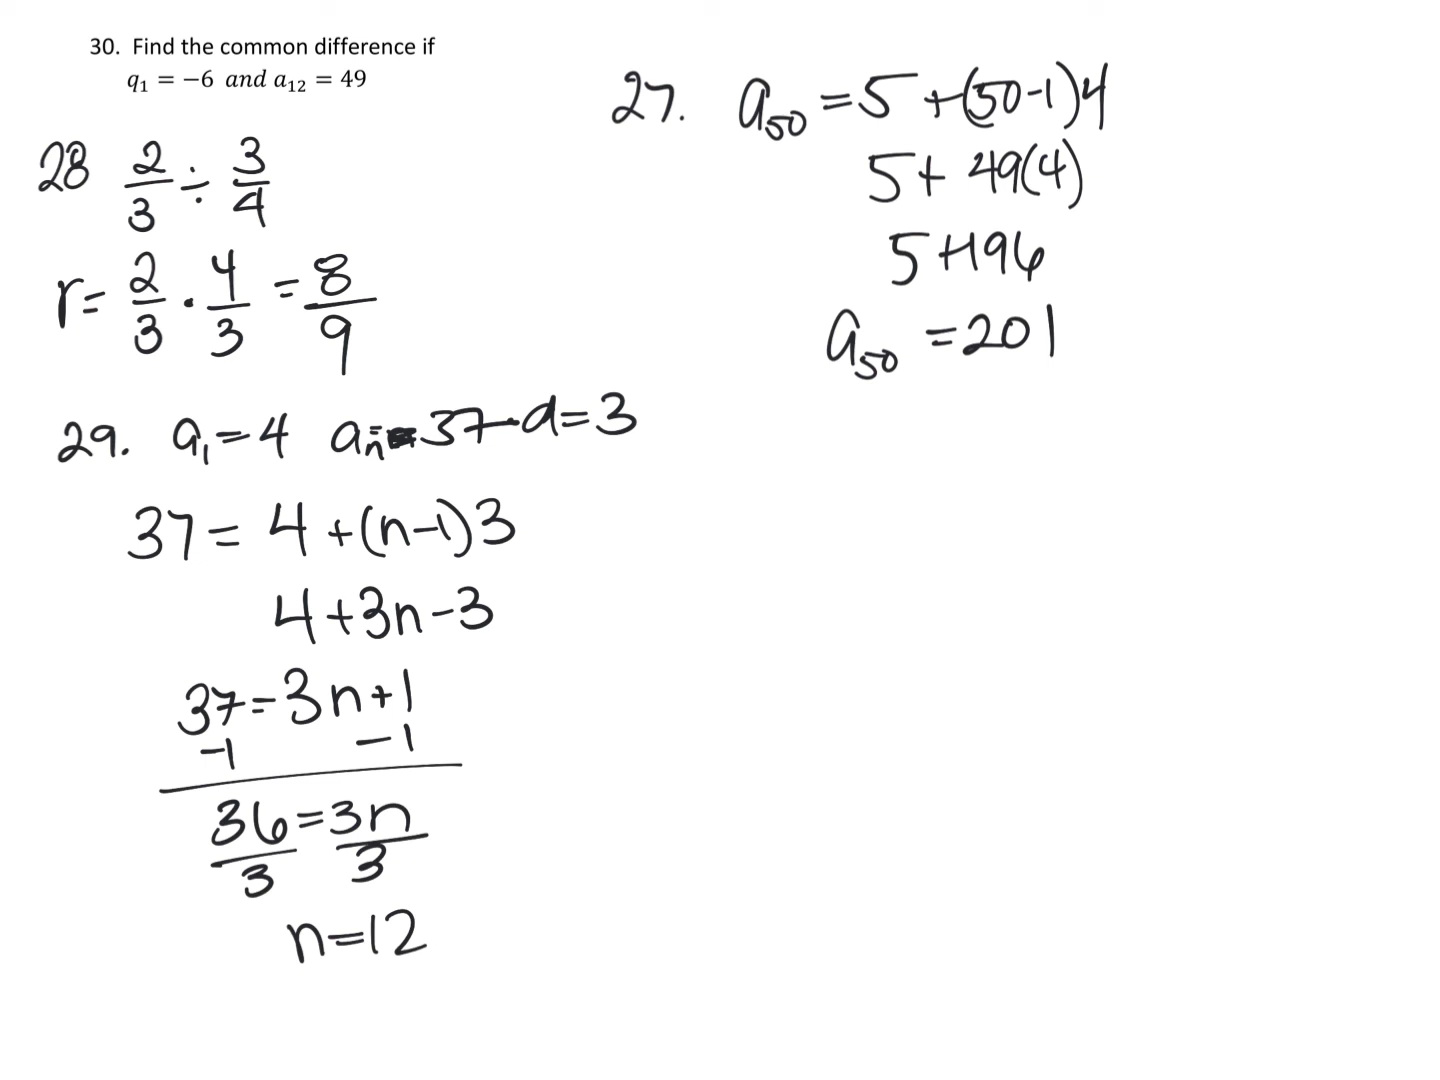 30. Find the common difference if
q₁ = −6 and a₁₂ = 49
28 2/3 ÷ 3/4
r= 2/3 · 4/3 = 8/9
29. a₁=4 aₙ=37 d=3
37= 4+(n-1)3
4+3n-3
37=3n+1
-1 -1
36/3=3n/3
n=12
27. a₅₀=5+(50-1)4
5+49(4)
5+196
a₅₀=201